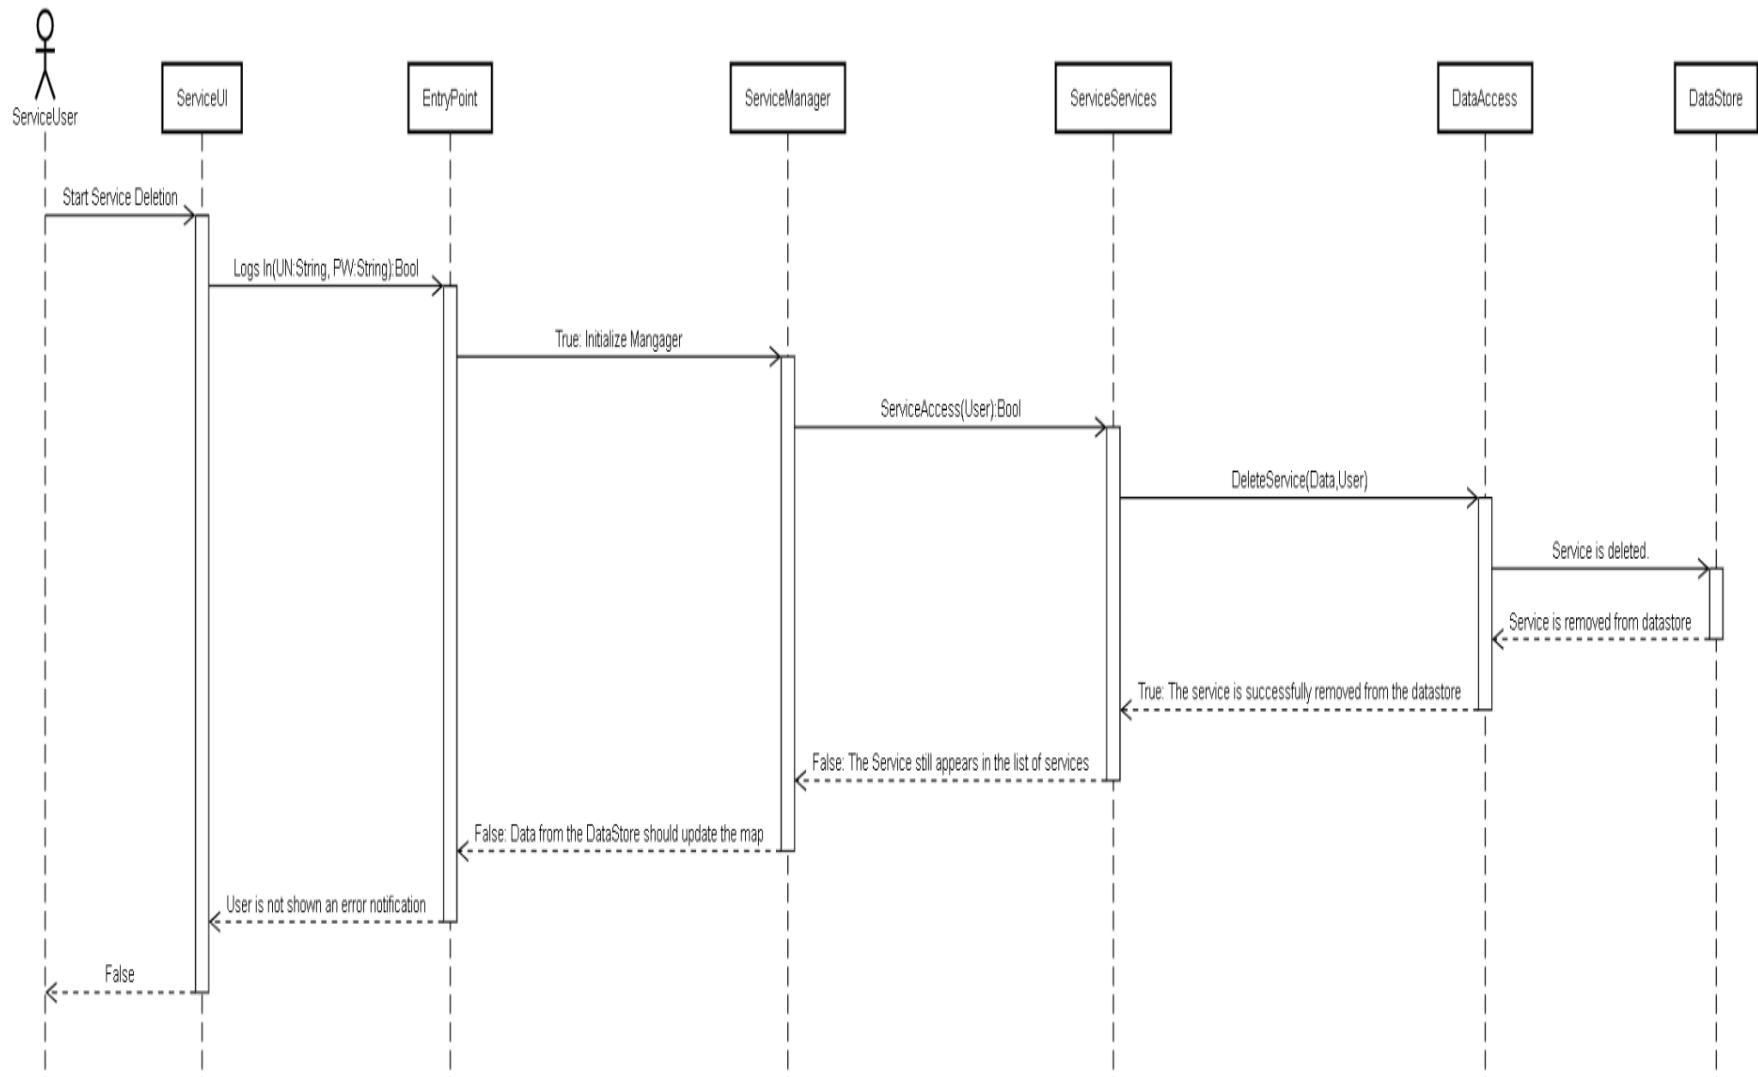 ServiceUser
ServiceUI
EntryPoint
ServiceManager
ServiceServices
DataAccess
DataStore
Start Service Deletion
Logs In(UN:String, PW:String):Bool
True: Initialize Mangager
ServiceAccess(User):Bool
DeleteService(Data,User)
Service is deleted.
Service is removed from datastore
True: The service is successfully removed from the datastore
False: The Service still appears in the list of services
False: Data from the DataStore should update the map
User is not shown an error notification
False